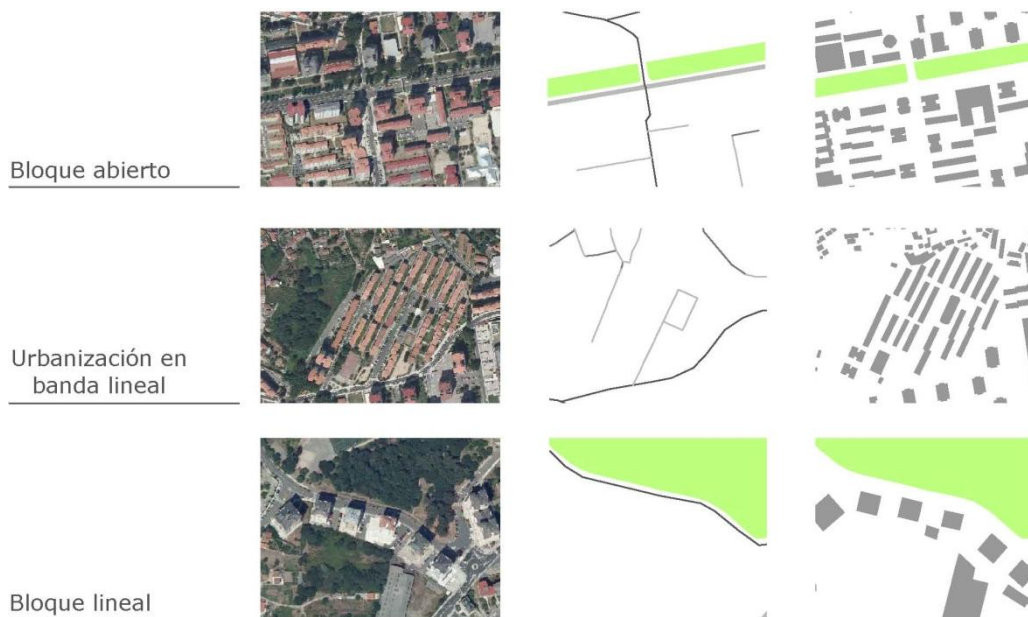 Bloque abierto
Urbanización en
banda lineal
Bloque lineal